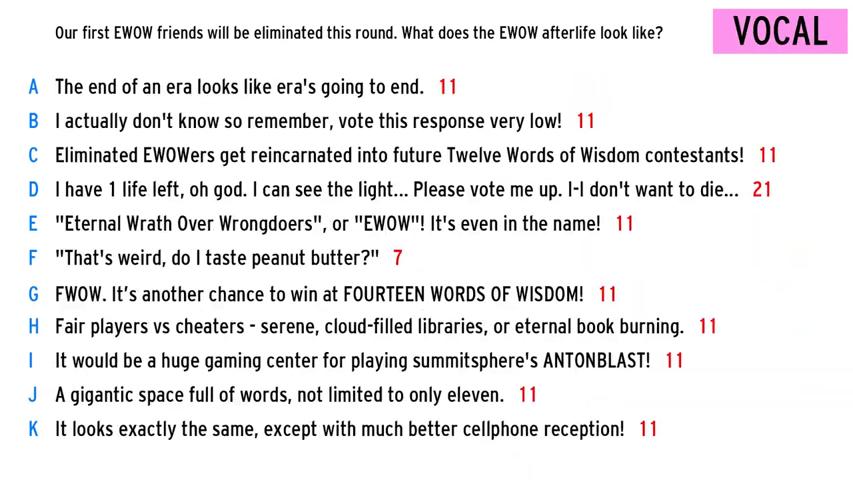 Our first EWOW friends will be eliminated this round. What does the EWOW afterlife look like?
VOCAL
A The end of an era looks like era's going to end. 11
B I actually don't know so remember, vote this response very low! 11
C Eliminated EWOWers get reincarnated into future Twelve Words of Wisdom contestants! 11
D I have 1 life left, oh god. I can see the light... Please vote me up. I-I don't want to die... 21
E "Eternal Wrath Over Wrongdoers", or "EWOW"! It's even in the name! 11
F "That's weird, do I taste peanut butter?" 7
G FWOW. It’s another chance to win at FOURTEEN WORDS OF WISDOM! 11
H Fair players vs cheaters - serene, cloud-filled libraries, or eternal book burning. 11
I It would be a huge gaming center for playing summitsphere's ANTONBLAST! 11
J A gigantic space full of words, not limited to only eleven. 11
K It looks exactly the same, except with much better cellphone reception! 11